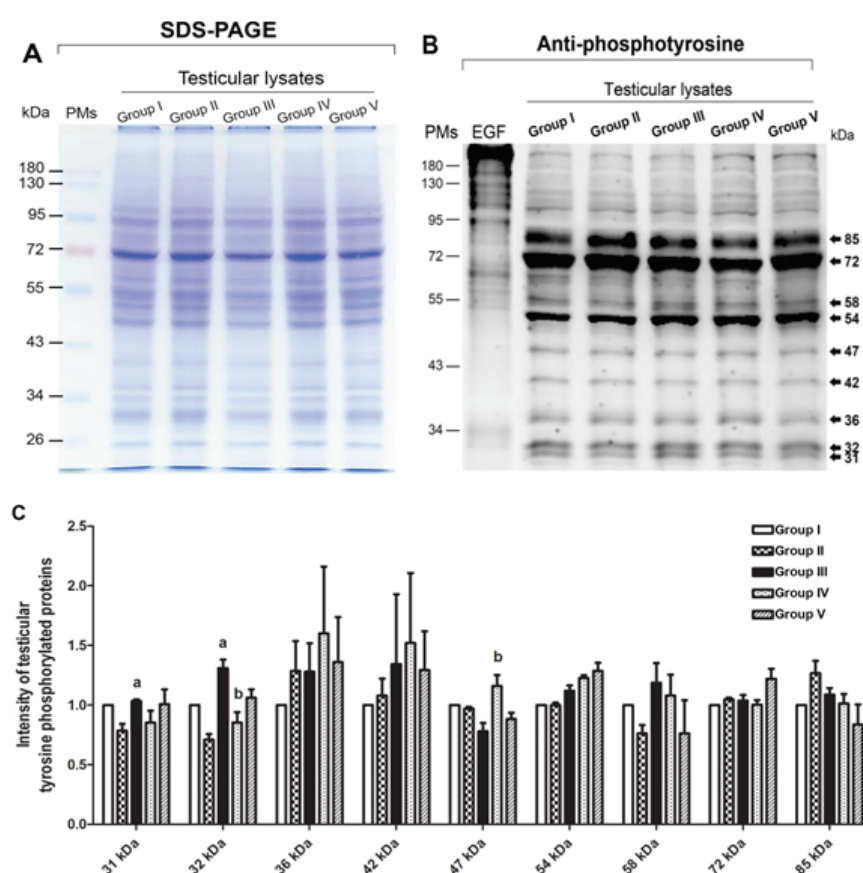 SDS-PAGE
A
Testicular lysates
kDa PMs Group I Group II Group III Group IV Group V
180
130
95
72
55
43
34
26
B
Anti-phosphotyrosine
Testicular lysates
PMs EGF Group I Group II Group III Group IV Group V kDa
180
130
95
72
55
43
34
85
72
58
54
47
42
36
32
31
C
Intensity of testicular
tyrosine phosphorylated proteins
2.5
2.0
1.5
1.0
0.5
0.0
a
a
b
b
Group I
Group II
Group III
Group IV
Group V
31 kDa 32 kDa 36 kDa 42 kDa 47 kDa 54 kDa 58 kDa 72 kDa 85 kDa